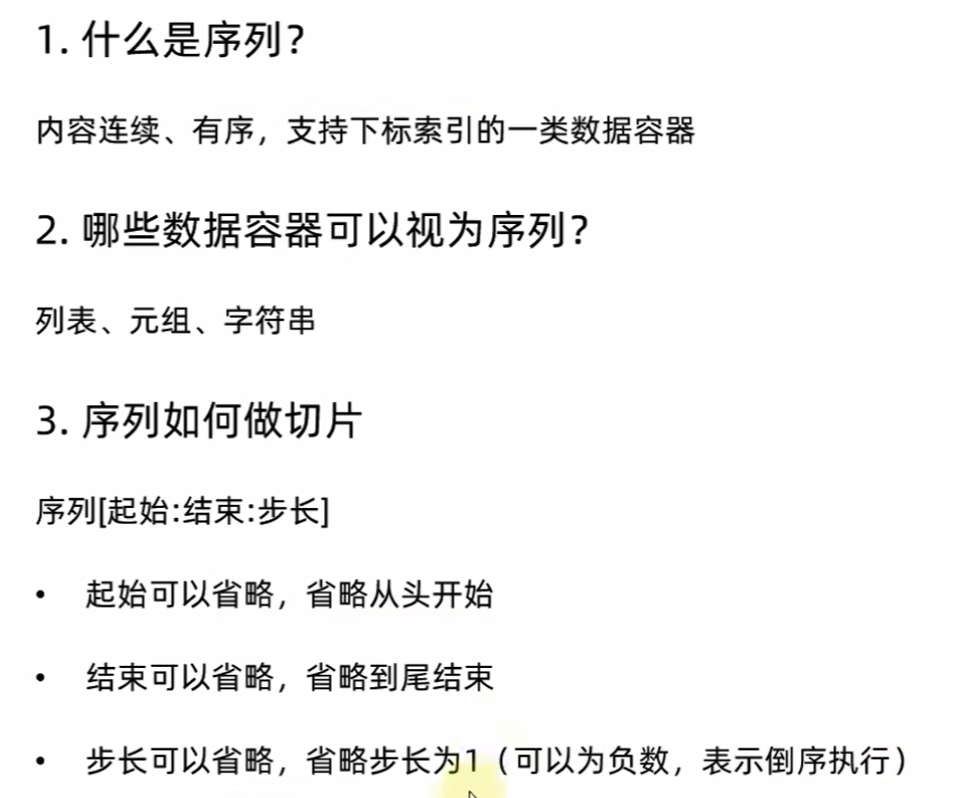 1. 什么是序列？
内容连续、有序，支持下标索引的一类数据容器
2. 哪些数据容器可以视为序列？
列表、元组、字符串
3. 序列如何做切片
序列[起始:结束:步长]
• 起始可以省略，省略从头开始
• 结束可以省略，省略到尾结束
• 步长可以省略，省略步长为1（可以为负数，表示倒序执行）